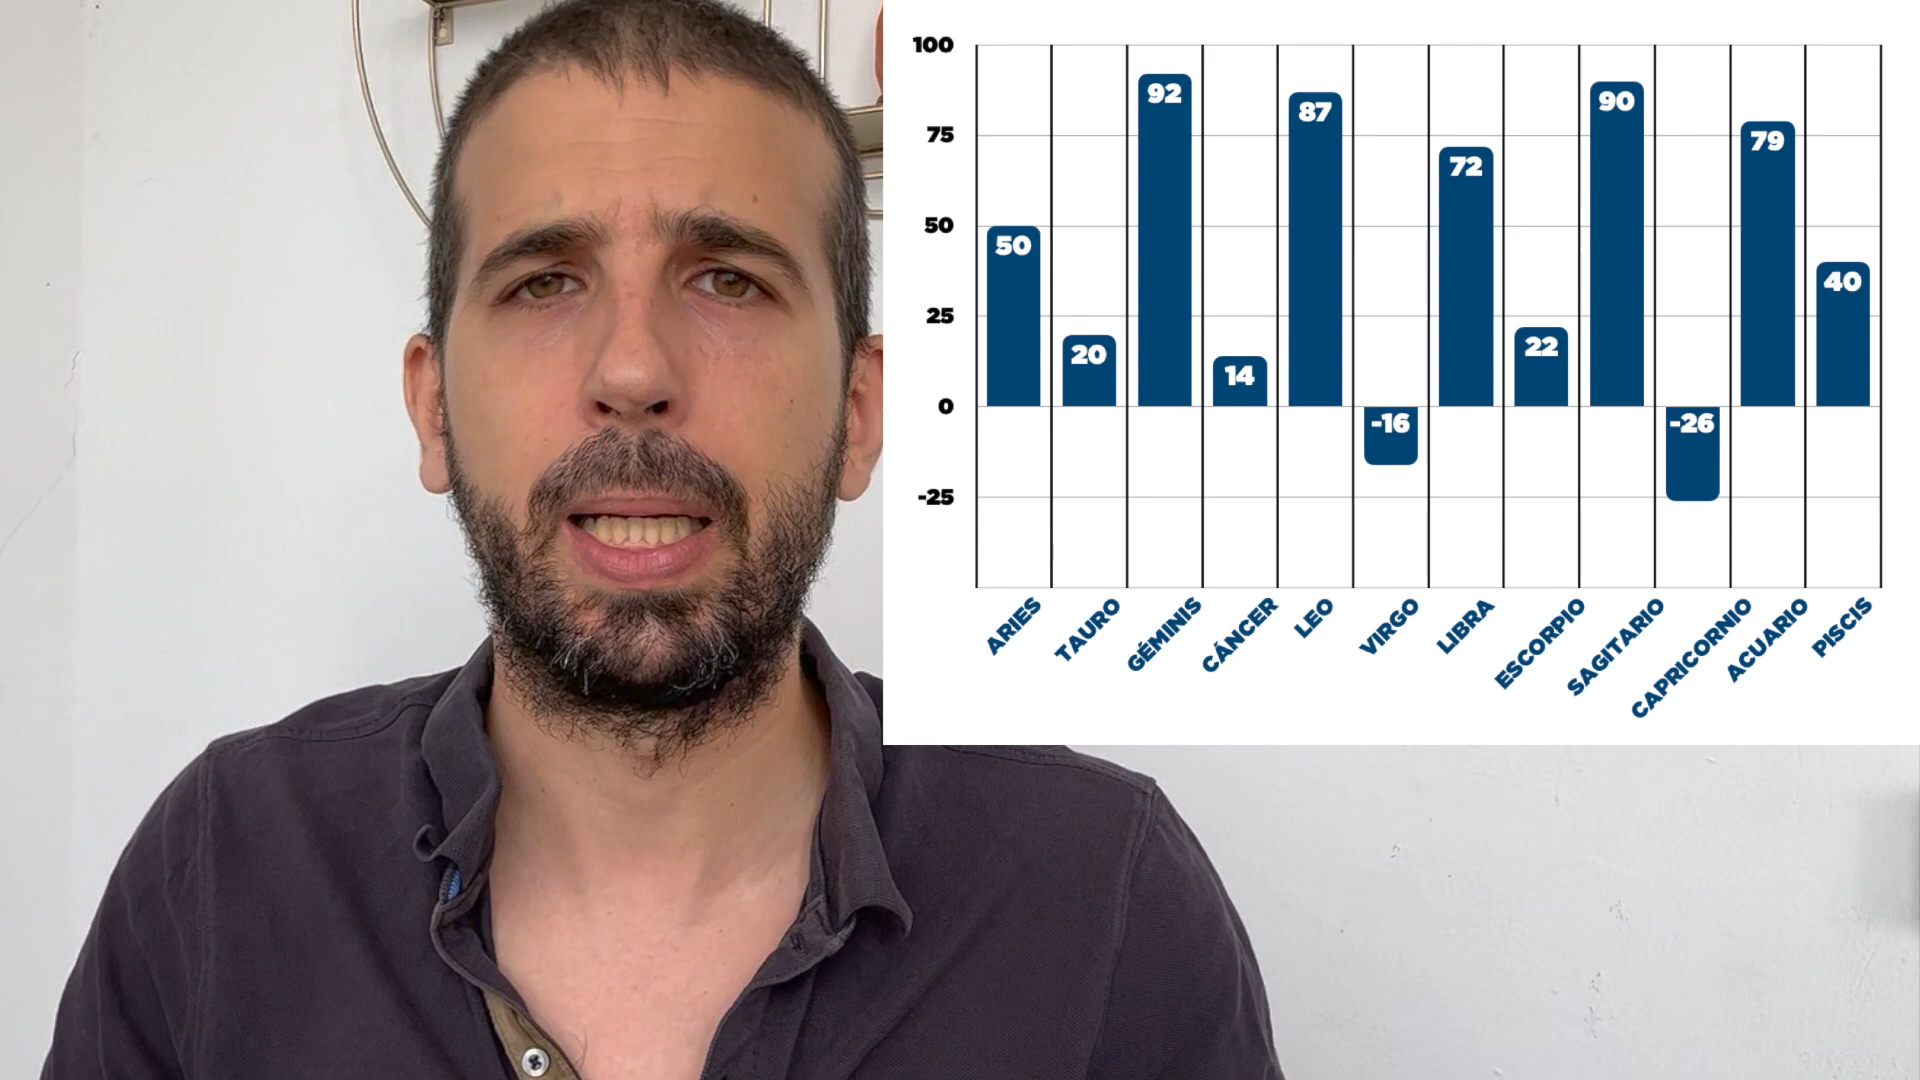 100
75
50
25
0
-25
50
20
92
14
87
-16
72
22
90
-26
79
40
ARIES
TAURO
GÉMINIS
CÁNCER
LEO
VIRGO
LIBRA
ESCORPIO
SAGITARIO
CAPRICORNIO
ACUARIO
PISCIS